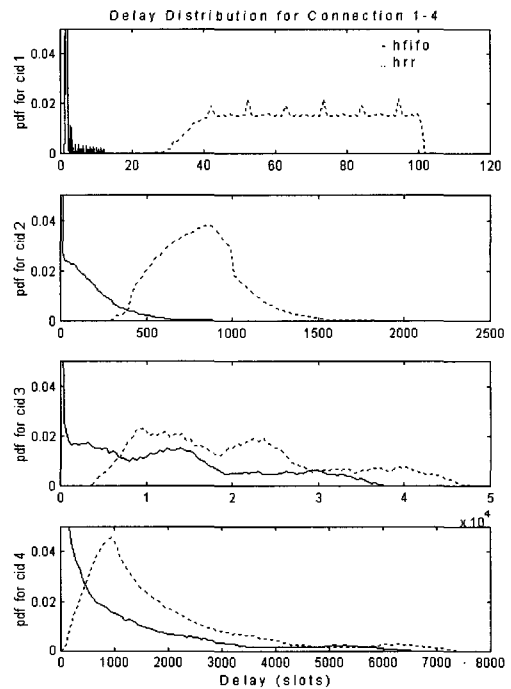 Delay Distribution for Connection 1-4
pdf for cid 1
0.04
0.02
0
- hfifo
.. hrr
0 20 40 60 80 100 120
pdf for cid 2
0.04
0.02
0
0 500 1000 1500 2000 2500
pdf for cid 3
0.04
0.02
0
0 1 2 3 4 5
x 10^4
pdf for cid 4
0.04
0.02
0
0 1000 2000 3000 4000 5000 6000 7000 8000
Delay (slots)